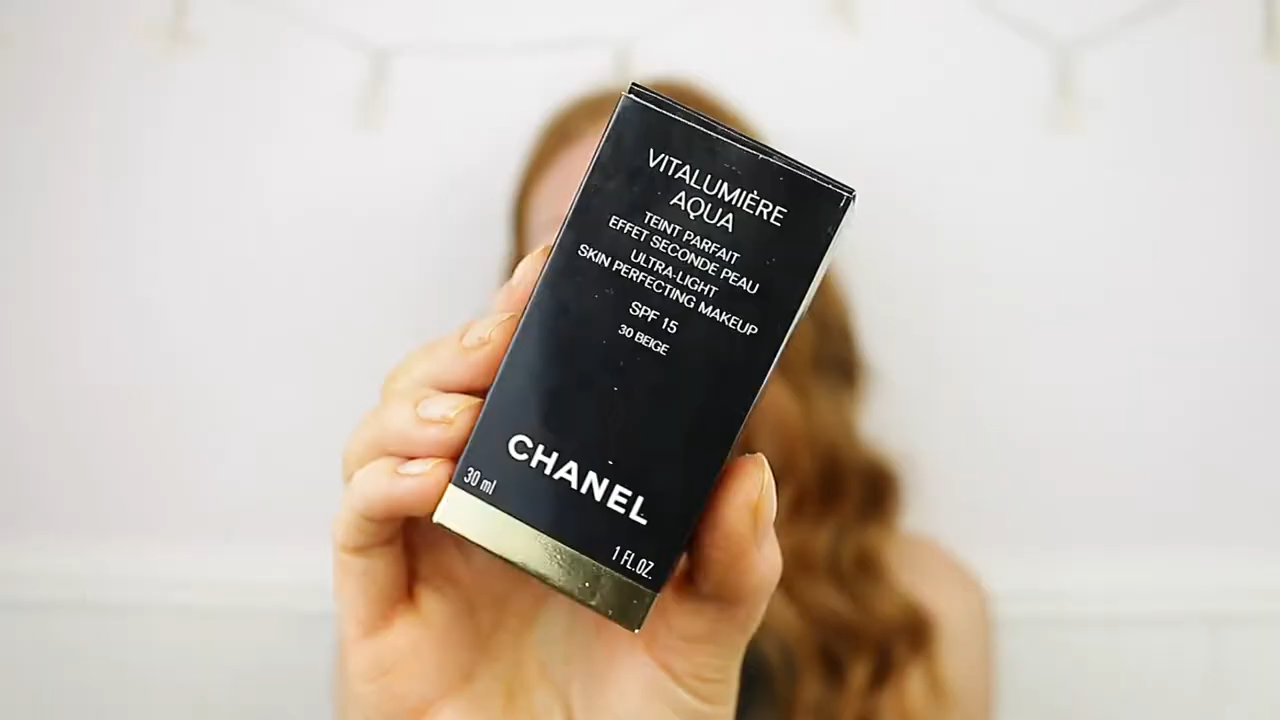 VITALUMIÈRE
AQUA
TEINT PARFAIT
EFFET SECONDE PEAU
ULTRA-LIGHT
SKIN PERFECTING MAKEUP
SPF 15
30 BEIGE
CHANEL
30 ml
1 FL.OZ.